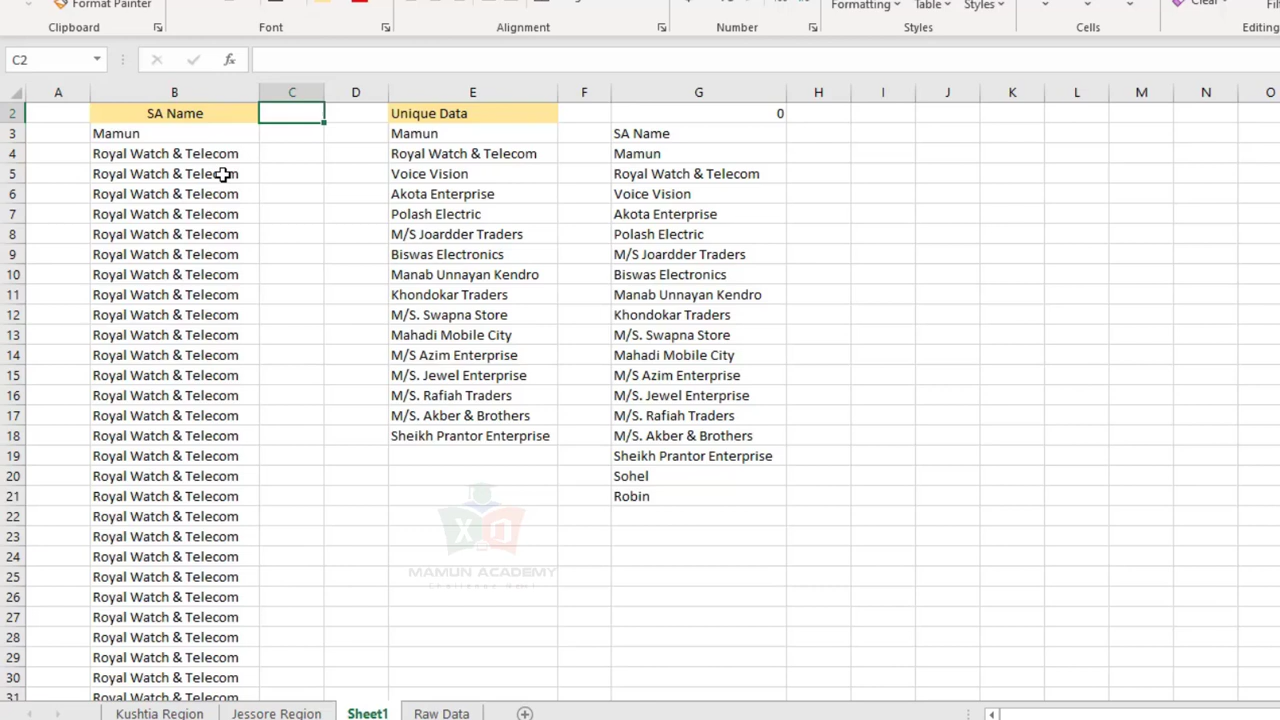 Format Painter
Formatting Table Styles Clear
Clipboard Font Alignment Number Styles Cells Editing
C2 fx
A B C D E F G H I J K L M N O
2 SA Name Unique Data 0
3 Mamun Mamun SA Name
4 Royal Watch & Telecom Royal Watch & Telecom Mamun
5 Royal Watch & Telecom Voice Vision Royal Watch & Telecom
6 Royal Watch & Telecom Akota Enterprise Voice Vision
7 Royal Watch & Telecom Polash Electric Akota Enterprise
8 Royal Watch & Telecom M/S Joardder Traders Polash Electric
9 Royal Watch & Telecom Biswas Electronics M/S Joardder Traders
10 Royal Watch & Telecom Manab Unnayan Kendro Biswas Electronics
11 Royal Watch & Telecom Khondokar Traders Manab Unnayan Kendro
12 Royal Watch & Telecom M/S. Swapna Store Khondokar Traders
13 Royal Watch & Telecom Mahadi Mobile City M/S. Swapna Store
14 Royal Watch & Telecom M/S Azim Enterprise Mahadi Mobile City
15 Royal Watch & Telecom M/S. Jewel Enterprise M/S Azim Enterprise
16 Royal Watch & Telecom M/S. Rafiah Traders M/S. Jewel Enterprise
17 Royal Watch & Telecom M/S. Akber & Brothers M/S. Rafiah Traders
18 Royal Watch & Telecom Sheikh Prantor Enterprise M/S. Akber & Brothers
19 Royal Watch & Telecom Sheikh Prantor Enterprise
20 Royal Watch & Telecom Sohel
21 Royal Watch & Telecom Robin
22 Royal Watch & Telecom
23 Royal Watch & Telecom
24 Royal Watch & Telecom
25 Royal Watch & Telecom
MAMUN ACADEMY
26 Royal Watch & Telecom
27 Royal Watch & Telecom
28 Royal Watch & Telecom
29 Royal Watch & Telecom
30 Royal Watch & Telecom
31 Royal Watch & Telecom
Kushtia Region Jessore Region Sheet1 Raw Data